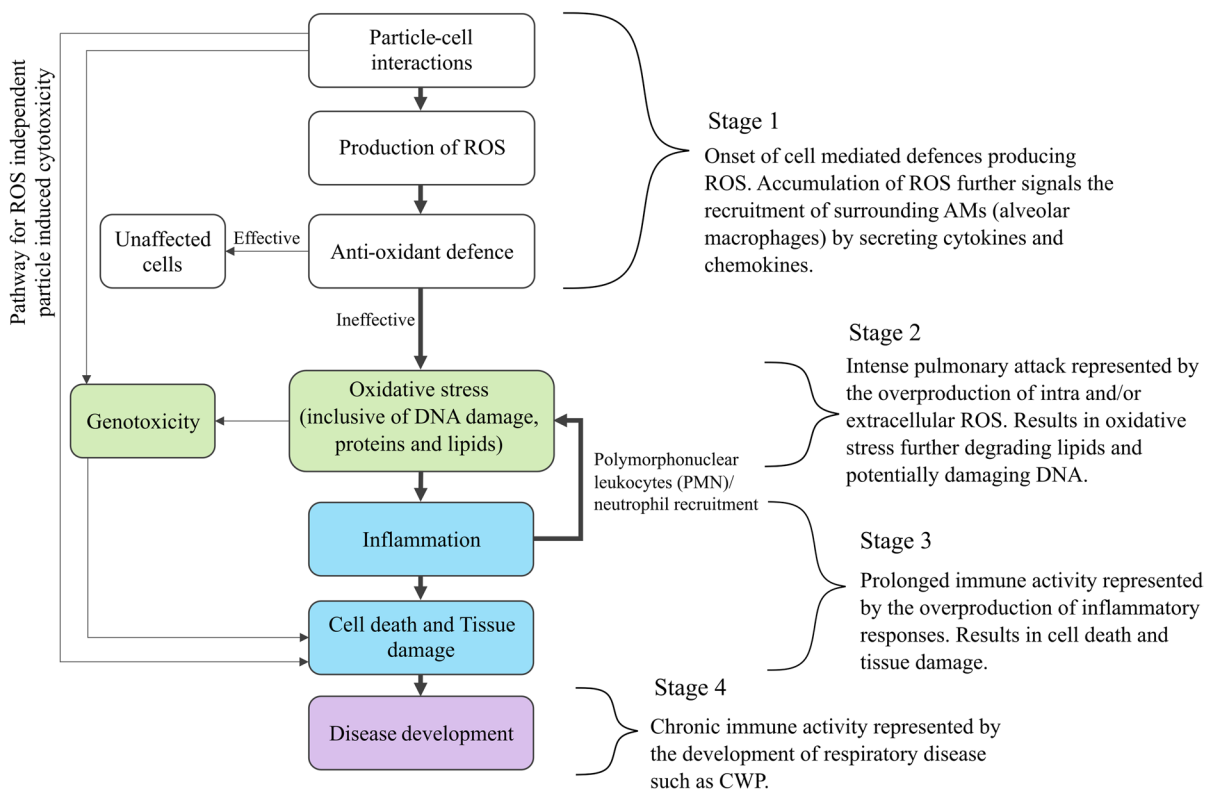 Pathway for ROS independent
particle induced cytotoxicity
Particle-cell
interactions
Production of ROS
Anti-oxidant defence
Effective
Unaffected
cells
Ineffective
Oxidative stress
(inclusive of DNA damage,
proteins and lipids)
Genotoxicity
Polymorphonuclear
leukocytes (PMN)/
neutrophil recruitment
Inflammation
Cell death and Tissue
damage
Disease development
Stage 1
Onset of cell mediated defences producing
ROS. Accumulation of ROS further signals the
recruitment of surrounding AMs (alveolar
macrophages) by secreting cytokines and
chemokines.
Stage 2
Intense pulmonary attack represented by
the overproduction of intra and/or
extracellular ROS. Results in oxidative
stress further degrading lipids and
potentially damaging DNA.
Stage 3
Prolonged immune activity represented
by the overproduction of inflammatory
responses. Results in cell death and
tissue damage.
Stage 4
Chronic immune activity represented by
the development of respiratory disease
such as CWP.